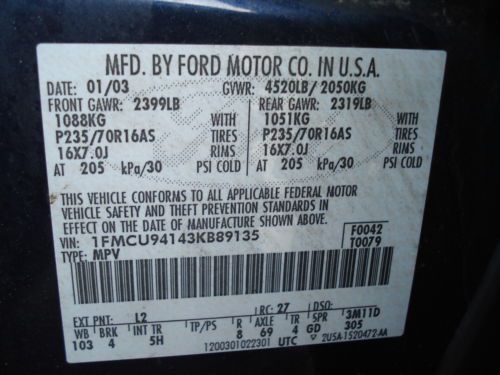 MFD. BY FORD MOTOR CO. IN U.S.A.
DATE: 01/03 GVWR: 4520LB/ 2050KG
FRONT GAWR: 2399LB REAR GAWR: 2319LB
1088KG WITH 1051KG WITH
P235/70R16AS TIRES P235/70R16AS TIRES
16X7.0J RIMS 16X7.0J RIMS
AT 205 kPa/30 PSI COLD AT 205 kPa/30 PSI COLD
THIS VEHICLE CONFORMS TO ALL APPLICABLE FEDERAL MOTOR
VEHICLE SAFETY AND THEFT PREVENTION STANDARDS IN
EFFECT ON THE DATE OF MANUFACTURE SHOWN ABOVE.
VIN: 1FMCU94143KB89135 F0042
TYPE: MPV T0079
EXT PNT: L2 RC: 27 DSO:
WB BRK INT TR TP/PS R AXLE TR SPR 3M11D
103 4 5H 8 69 4 GD 305
1200301022301 UTC 2USA-1520472-AA